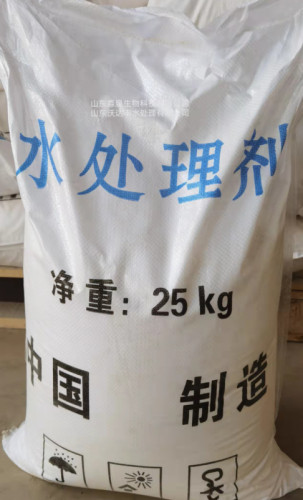 水处理剂
净重：25 kg
中国 制造